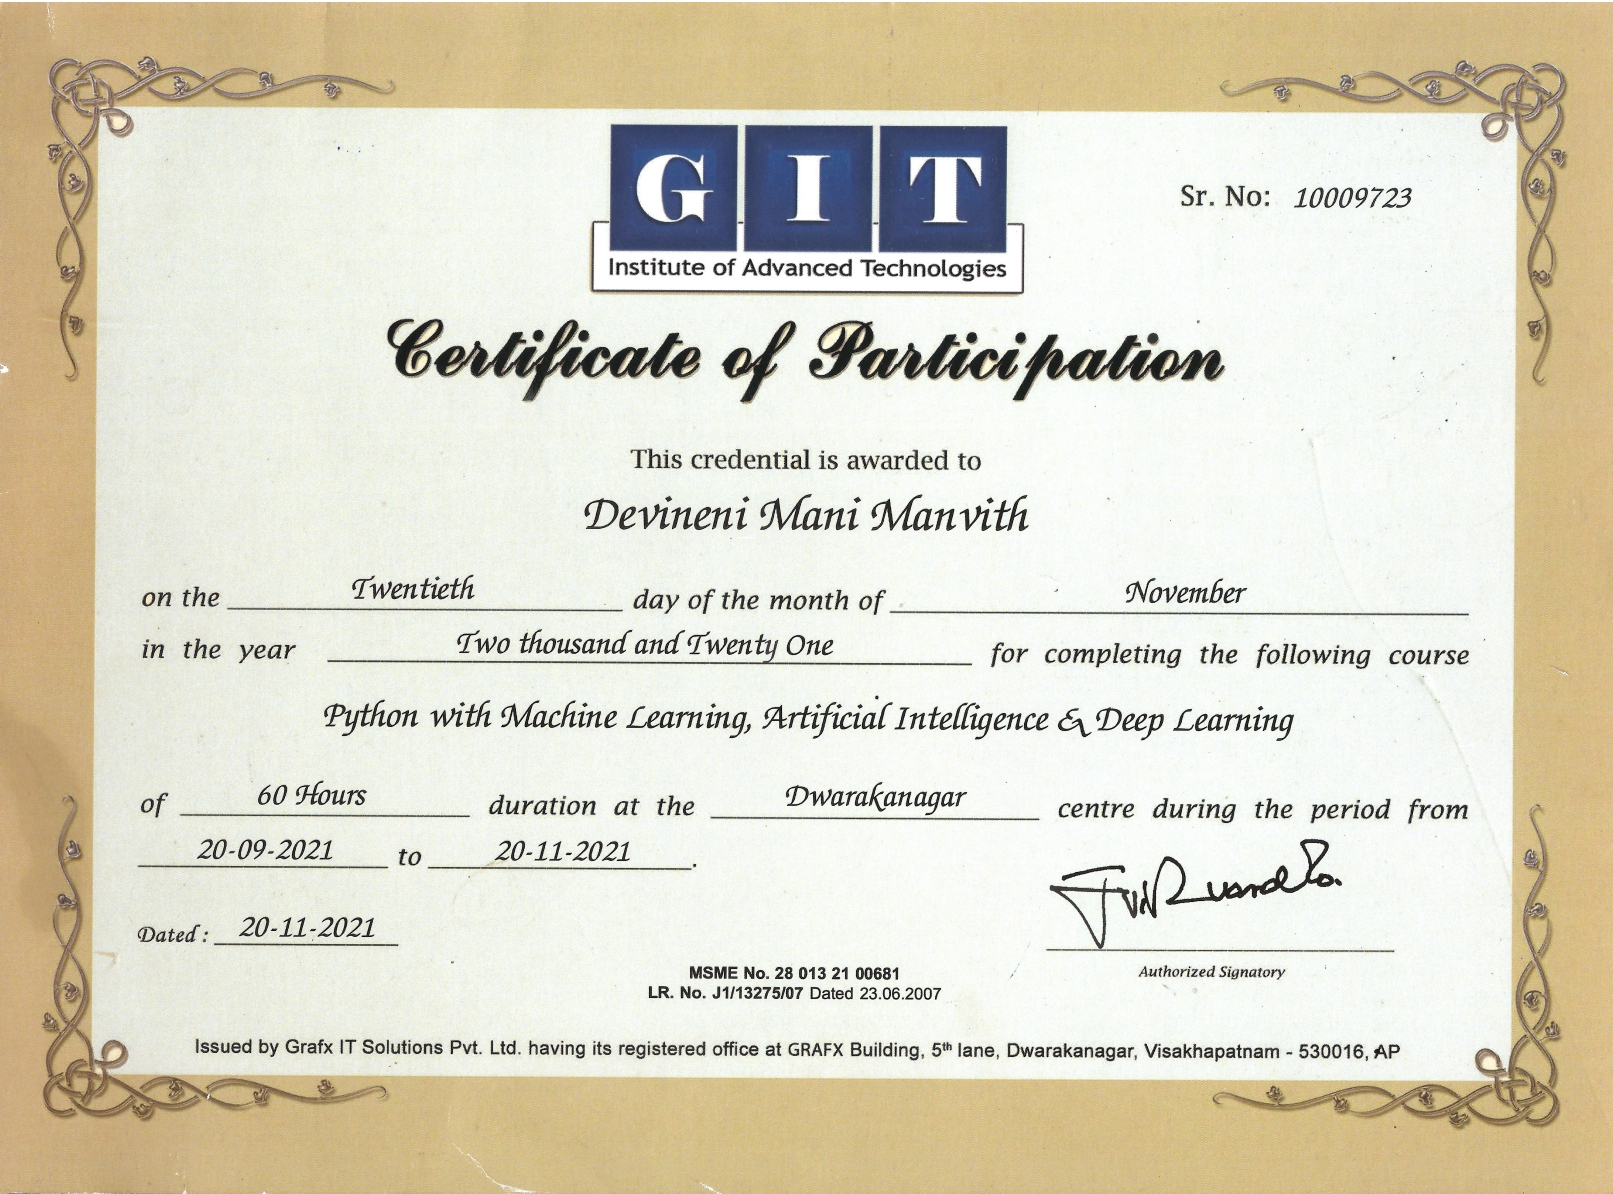 GIT
Institute of Advanced Technologies
Sr. No: 10009723
Certificate of Participation
This credential is awarded to
Devineni Mani Manvith
on the Twentieth day of the month of November
in the year Two thousand and Twenty One for completing the following course
Python with Machine Learning, Artificial Intelligence & Deep Learning
of 60 Hours duration at the Dwarakanagar centre during the period from
20-09-2021 to 20-11-2021.
Dated : 20-11-2021
Authorized Signatory
MSME No. 28 013 21 00681
LR. No. J1/13275/07 Dated 23.06.2007
Issued by Grafx IT Solutions Pvt. Ltd. having its registered office at GRAFX Building, 5th lane, Dwarakanagar, Visakhapatnam - 530016, AP